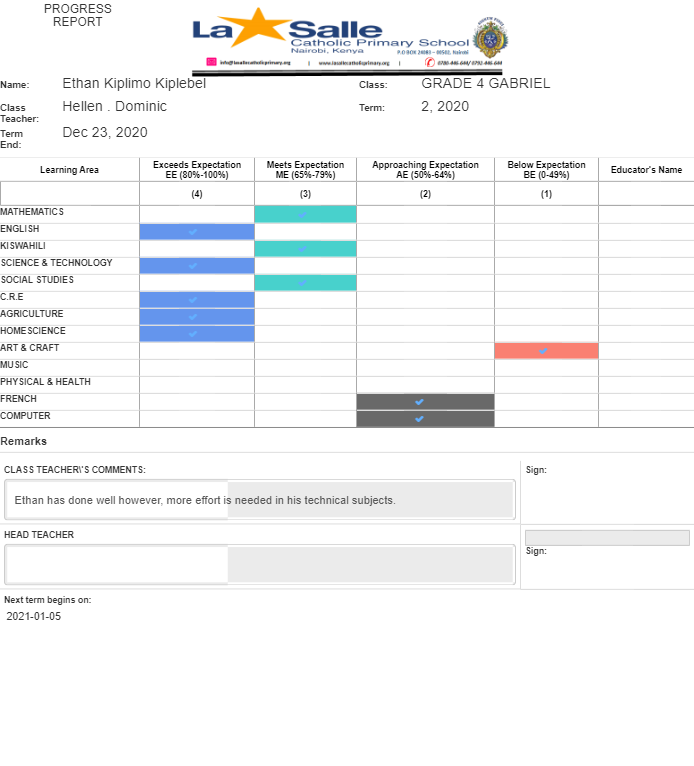 PROGRESS
REPORT
La Salle
Catholic Primary School
Nairobi, Kenya
P.O BOX 24083 – 00502, Nairobi
info@lasallecatholicprimary.org | www.lasallecatholicprimary.org | 0780-446-644/ 0792-446-644
Name: Ethan Kiplimo Kiplebel Class: GRADE 4 GABRIEL
Class Teacher: Hellen . Dominic Term: 2, 2020
Term End: Dec 23, 2020
Learning Area Exceeds Expectation EE (80%-100%) Meets Expectation ME (65%-79%) Approaching Expectation AE (50%-64%) Below Expectation BE (0-49%) Educator's Name
(4) (3) (2) (1)
MATHEMATICS
ENGLISH
KISWAHILI
SCIENCE & TECHNOLOGY
SOCIAL STUDIES
C.R.E
AGRICULTURE
HOMESCIENCE
ART & CRAFT
MUSIC
PHYSICAL & HEALTH
FRENCH
COMPUTER
Remarks
CLASS TEACHER\'S COMMENTS: Sign:
Ethan has done well however, more effort is needed in his technical subjects.
HEAD TEACHER
Sign:
Next term begins on:
2021-01-05